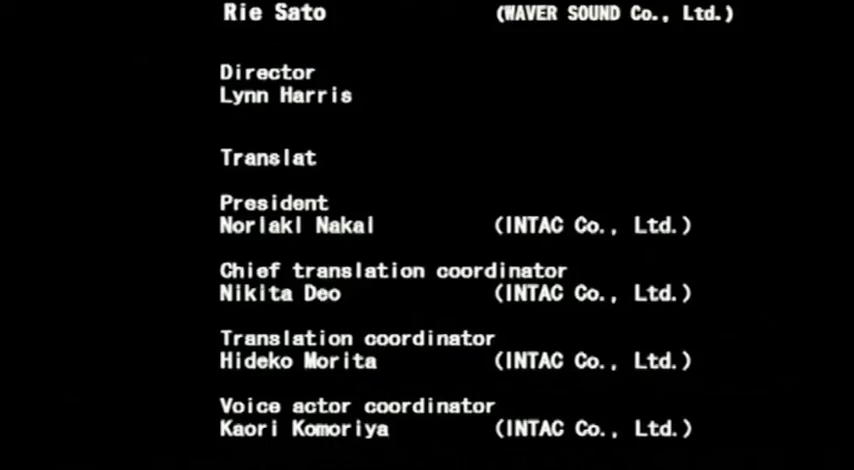 Rie Sato (WAVER SOUND Co., Ltd.)
Director
Lynn Harris
Translat
President
Noriaki Nakai (INTAC Co., Ltd.)
Chief translation coordinator
Nikita Deo (INTAC Co., Ltd.)
Translation coordinator
Hideko Morita (INTAC Co., Ltd.)
Voice actor coordinator
Kaori Komoriya (INTAC Co., Ltd.)